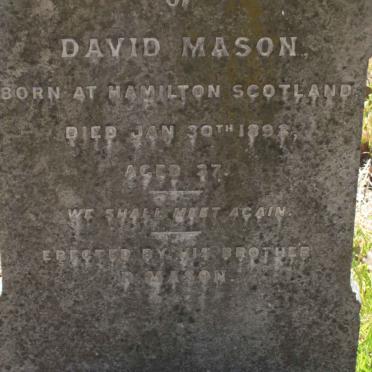 OF
DAVID MASON.
BORN AT HAMILTON SCOTLAND
DIED JAN 30TH
AGED 37.
WE SHALL MEET AGAIN.
ERECTED BY HIS BROTHER
MASON.